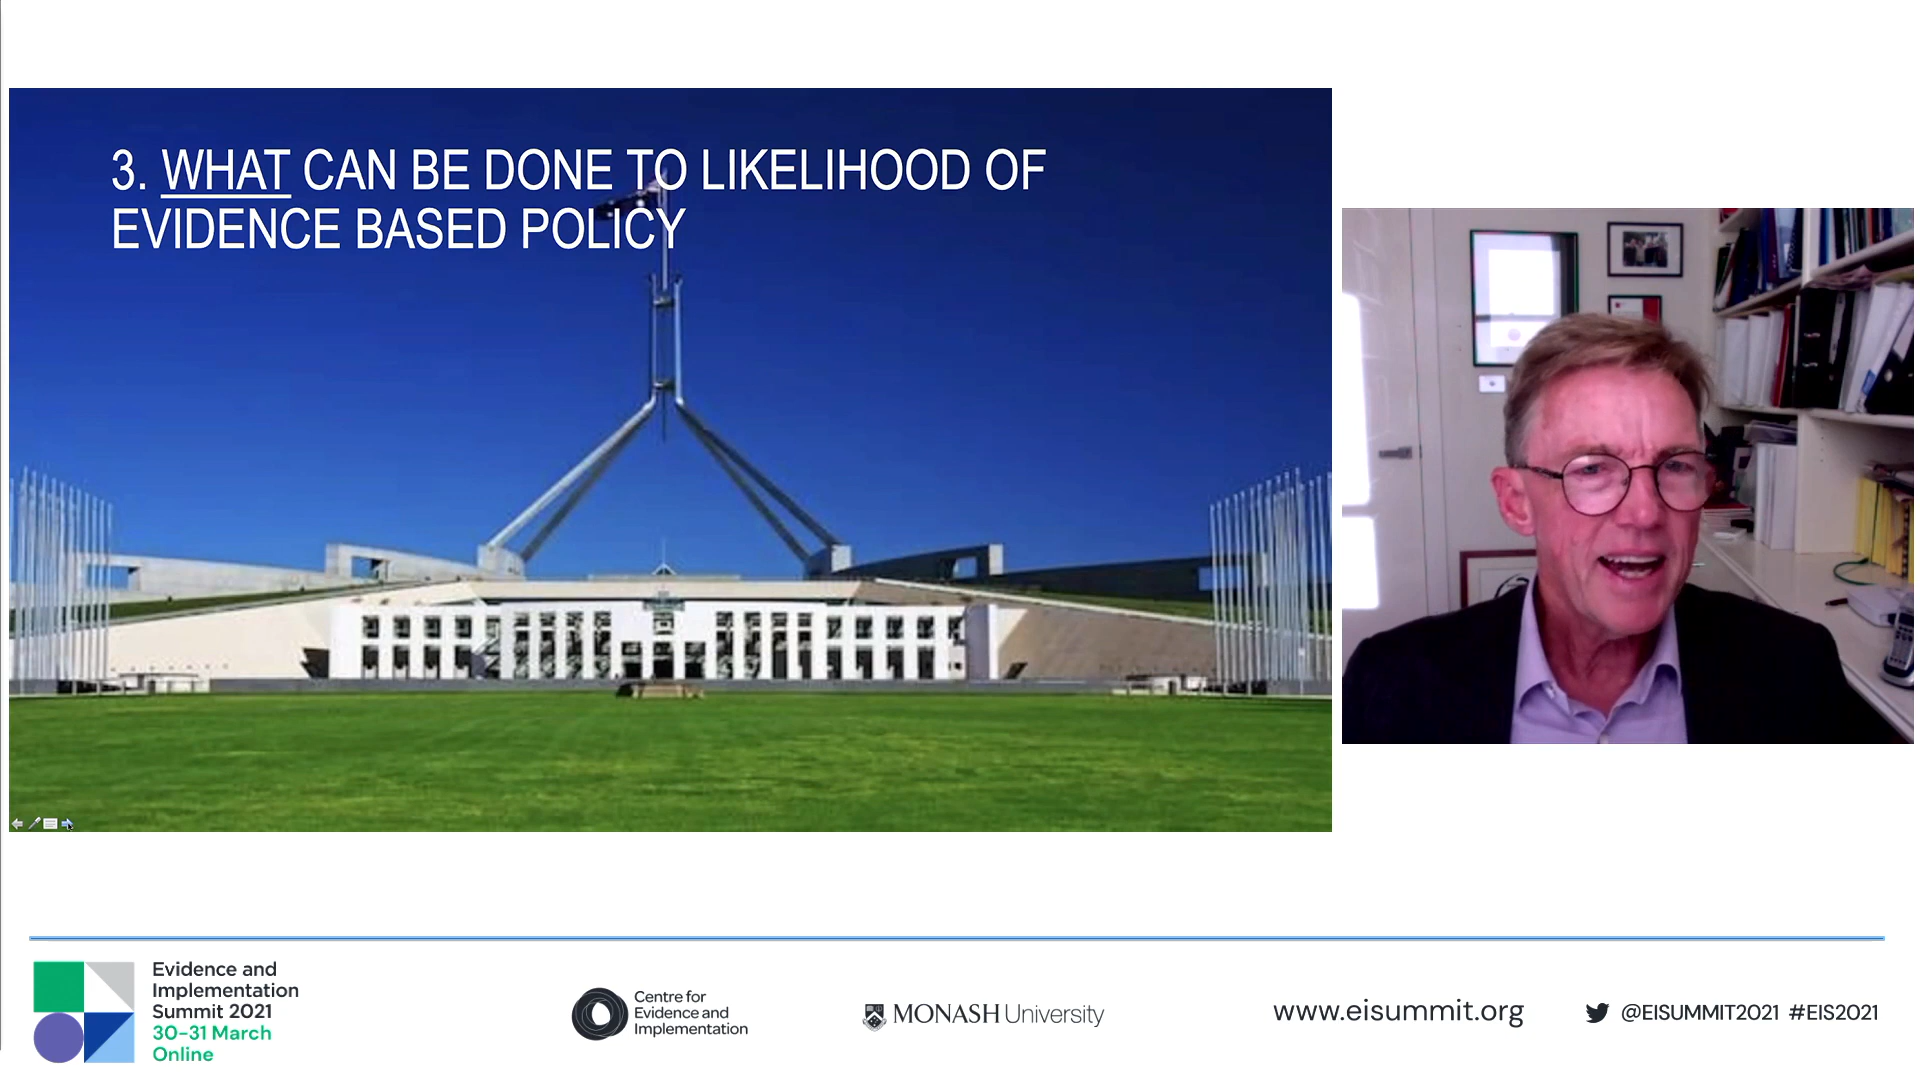 3. WHAT CAN BE DONE TO LIKELIHOOD OF
EVIDENCE BASED POLICY
Evidence and
Implementation
Summit 2021
30–31 March
Online
Centre for
Evidence and
Implementation
MONASH University
www.eisummit.org
@EISUMMIT2021 #EIS2021